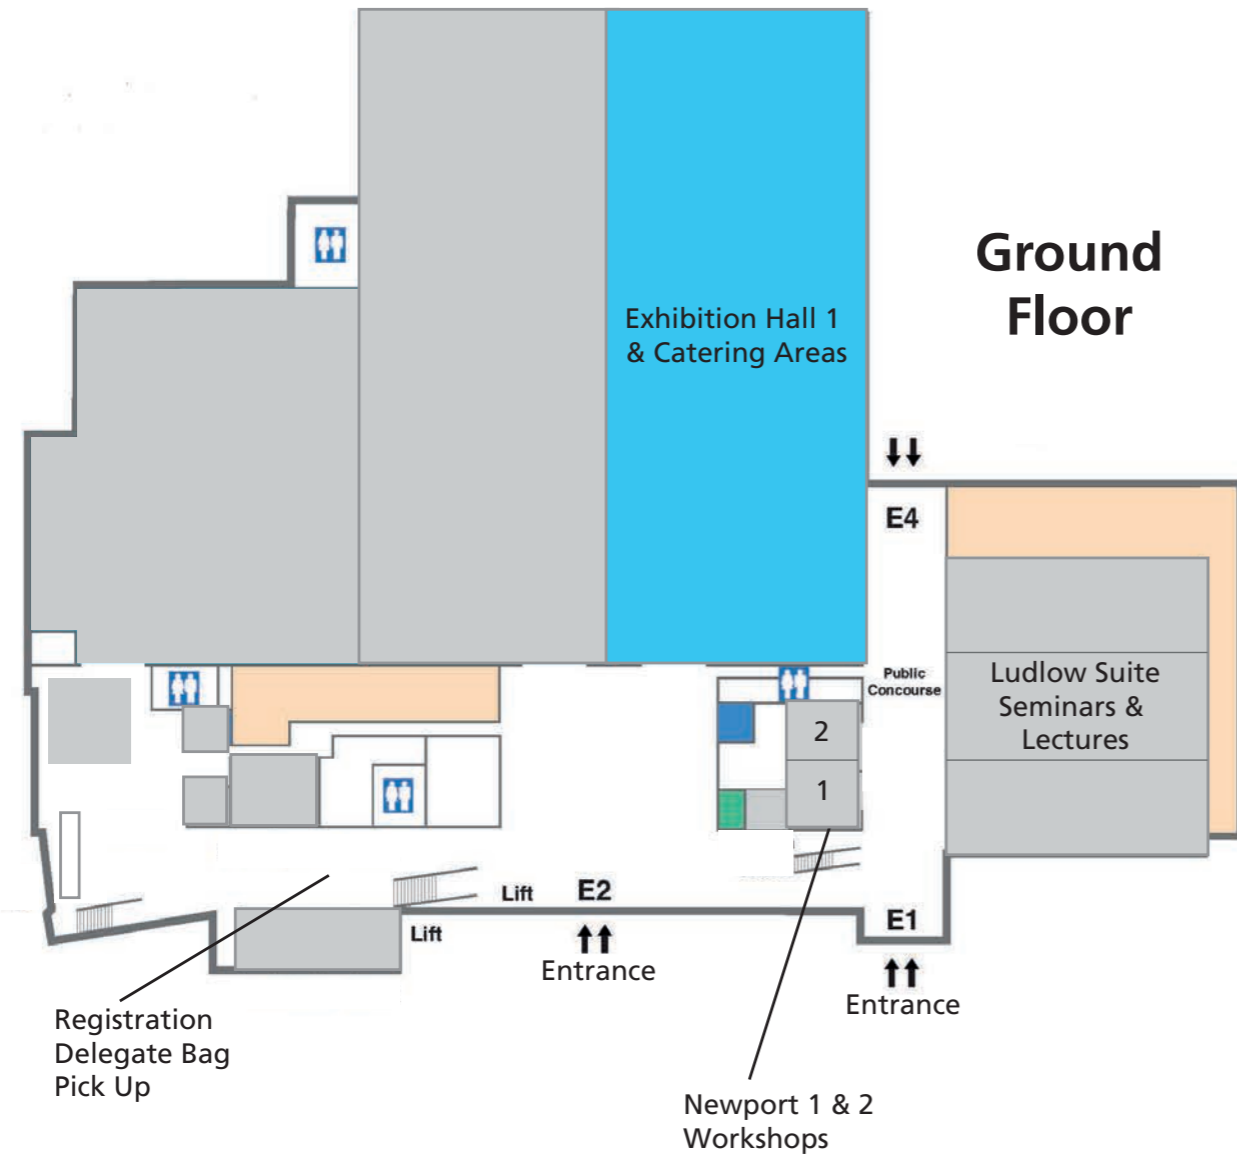 Ground
Floor
Exhibition Hall 1
& Catering Areas
E4
Public
Concourse
Ludlow Suite
Seminars &
Lectures
2
1
Lift
E2
E1
Lift
Entrance
Entrance
Registration
Delegate Bag
Pick Up
Newport 1 & 2
Workshops